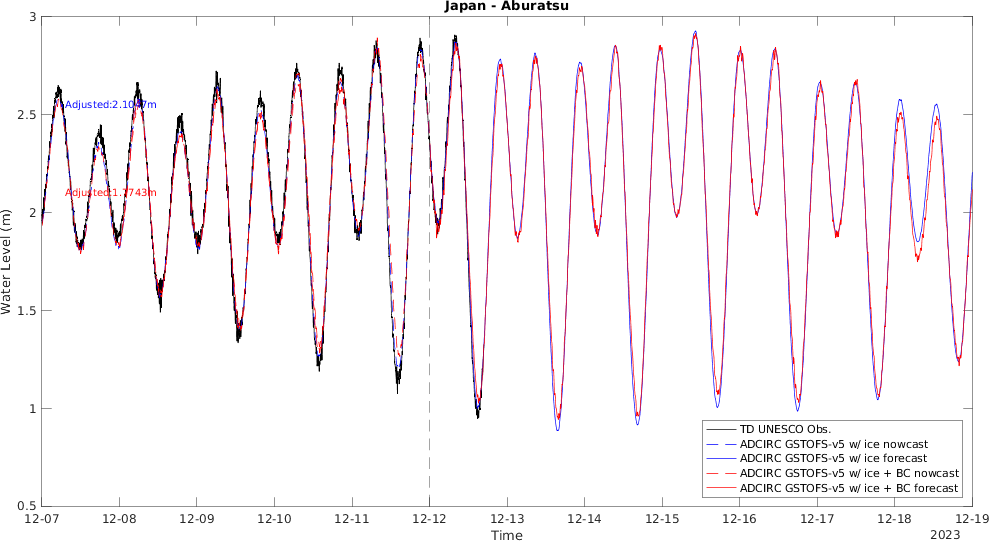 Japan - Aburatsu
3
2.5
2
1.5
1
0.5
Water Level (m)
Adjusted:2.1047m
Adjusted:1.1743m
12-07 12-08 12-09 12-10 12-11 12-12 12-13 12-14 12-15 12-16 12-17 12-18 12-19
Time
2023
TD UNESCO Obs.
ADCIRC GSTOFS-v5 w/ ice nowcast
ADCIRC GSTOFS-v5 w/ ice forecast
ADCIRC GSTOFS-v5 w/ ice + BC nowcast
ADCIRC GSTOFS-v5 w/ ice + BC forecast